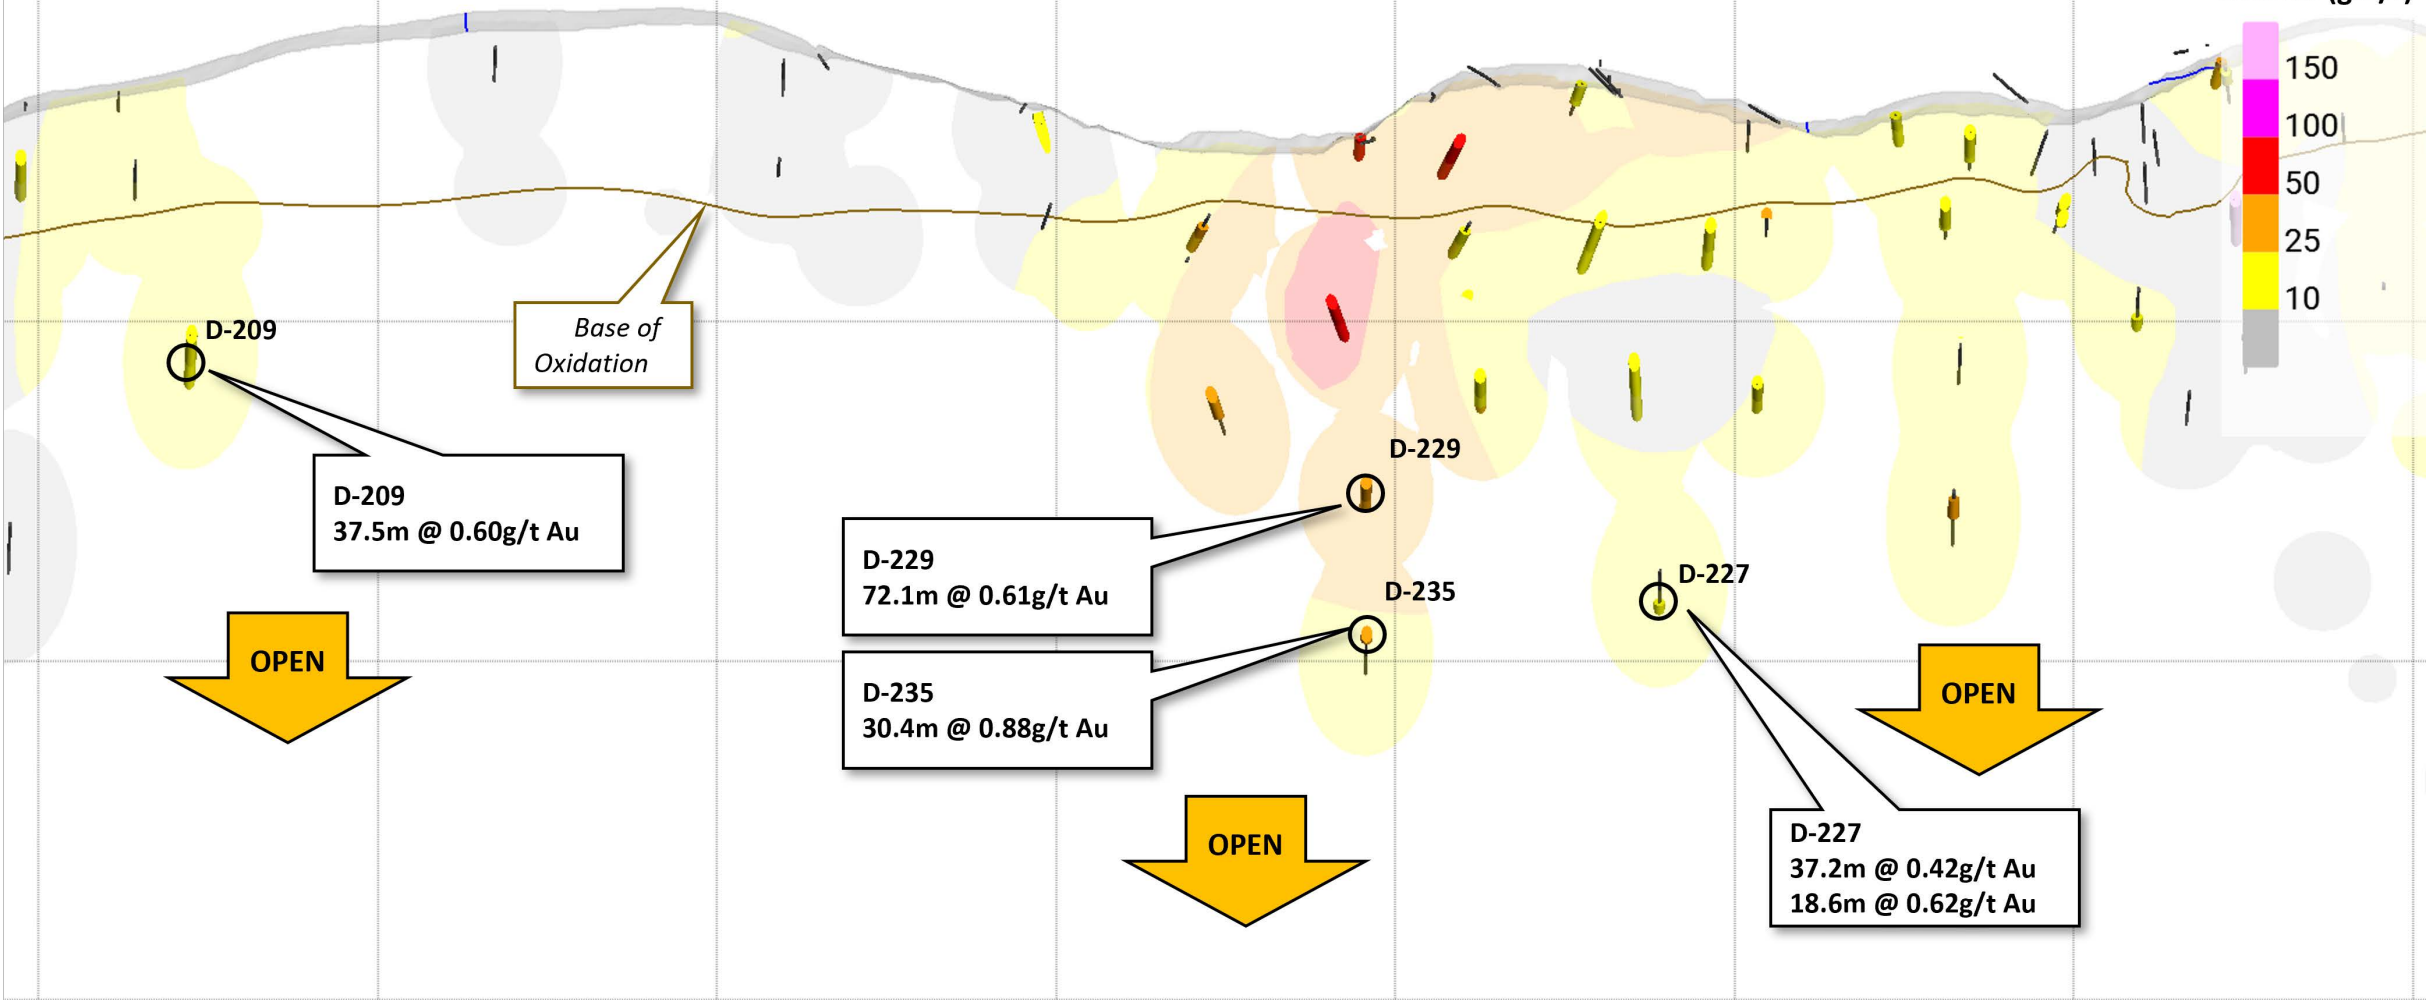 150
100
50
25
10
D-209
Base of
Oxidation
D-209
37.5m @ 0.60g/t Au
D-229
D-229
72.1m @ 0.61g/t Au
D-235
D-235
30.4m @ 0.88g/t Au
D-227
D-227
37.2m @ 0.42g/t Au
18.6m @ 0.62g/t Au
OPEN
OPEN
OPEN